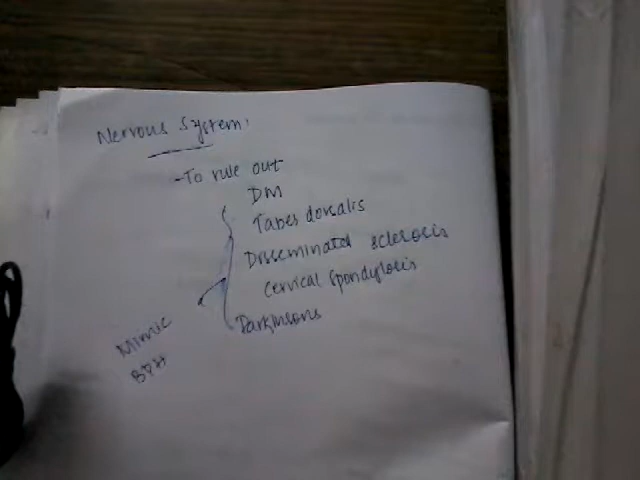 Nervous System:
- To rule out
DM
Tabes dorsalis
Disseminated sclerosis
Cervical Spondylosis
Parkinsons
Mimic
BPH